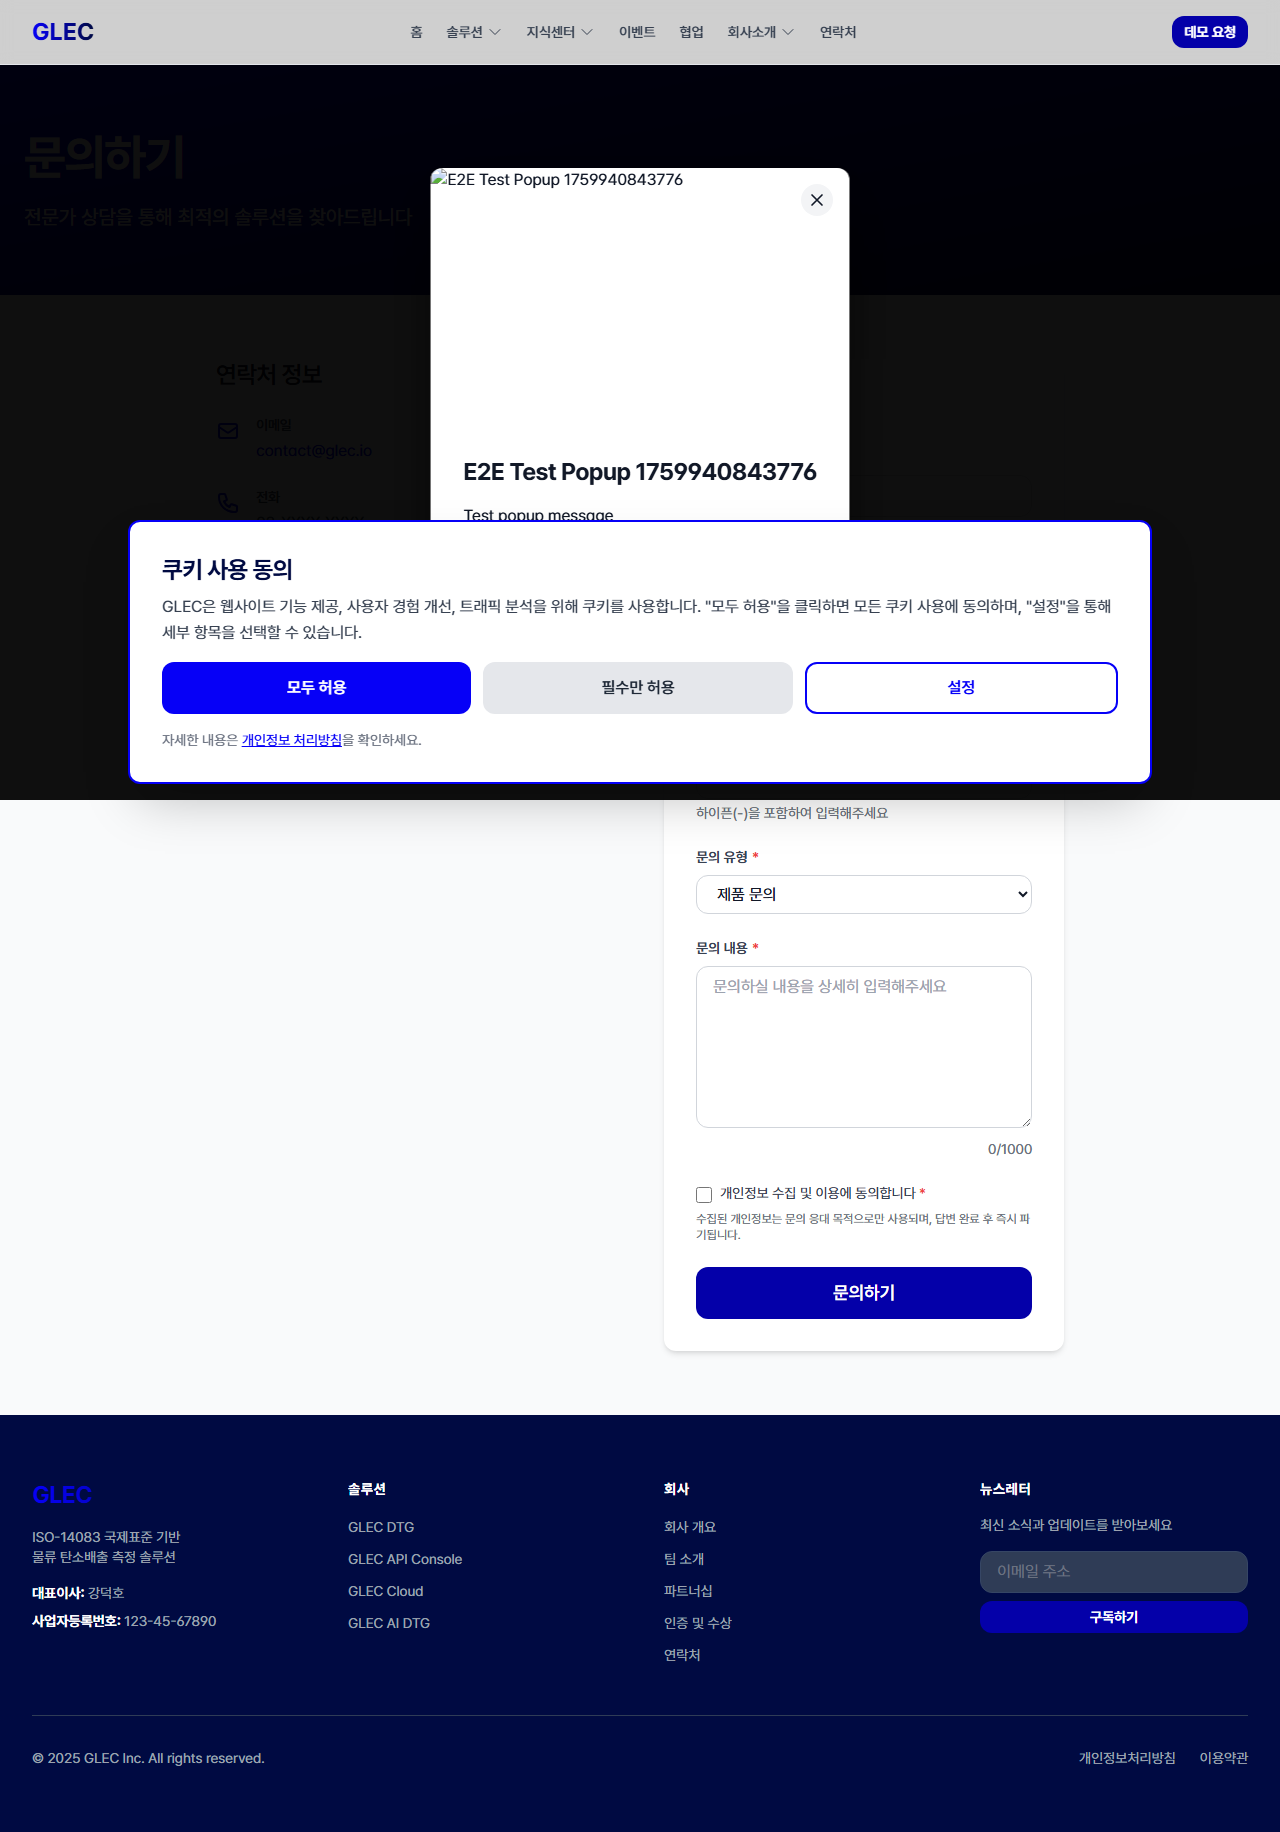 GLEC
홈
솔루션
지식센터
이벤트
협업
회사소개
연락처
데모 요청
문의하기
전문가 상담을 통해 최적의 솔루션을 찾아드립니다
E2E Test Popup 1759940843776
연락처 정보
이메일
contact@glec.io
전화
E2E Test Popup 1759940843776
Test popup message
쿠키 사용 동의
GLEC은 웹사이트 기능 제공, 사용자 경험 개선, 트래픽 분석을 위해 쿠키를 사용합니다. "모두 허용"을 클릭하면 모든 쿠키 사용에 동의하며, "설정"을 통해
세부 항목을 선택할 수 있습니다.
모두 허용
필수만 허용
설정
자세한 내용은 개인정보 처리방침을 확인하세요.
하이픈(-)을 포함하여 입력해주세요
문의 유형 *
제품 문의
문의 내용 *
문의하실 내용을 상세히 입력해주세요
0/1000
개인정보 수집 및 이용에 동의합니다 *
수집된 개인정보는 문의 응대 목적으로만 사용되며, 답변 완료 후 즉시 파
기됩니다.
문의하기
GLEC
ISO-14083 국제표준 기반
물류 탄소배출 측정 솔루션
대표이사: 강덕호
사업자등록번호: 123-45-67890
솔루션
GLEC DTG
GLEC API Console
GLEC Cloud
GLEC AI DTG
회사
회사 개요
팀 소개
파트너십
인증 및 수상
연락처
뉴스레터
최신 소식과 업데이트를 받아보세요
이메일 주소
구독하기
© 2025 GLEC Inc. All rights reserved.
개인정보처리방침
이용약관